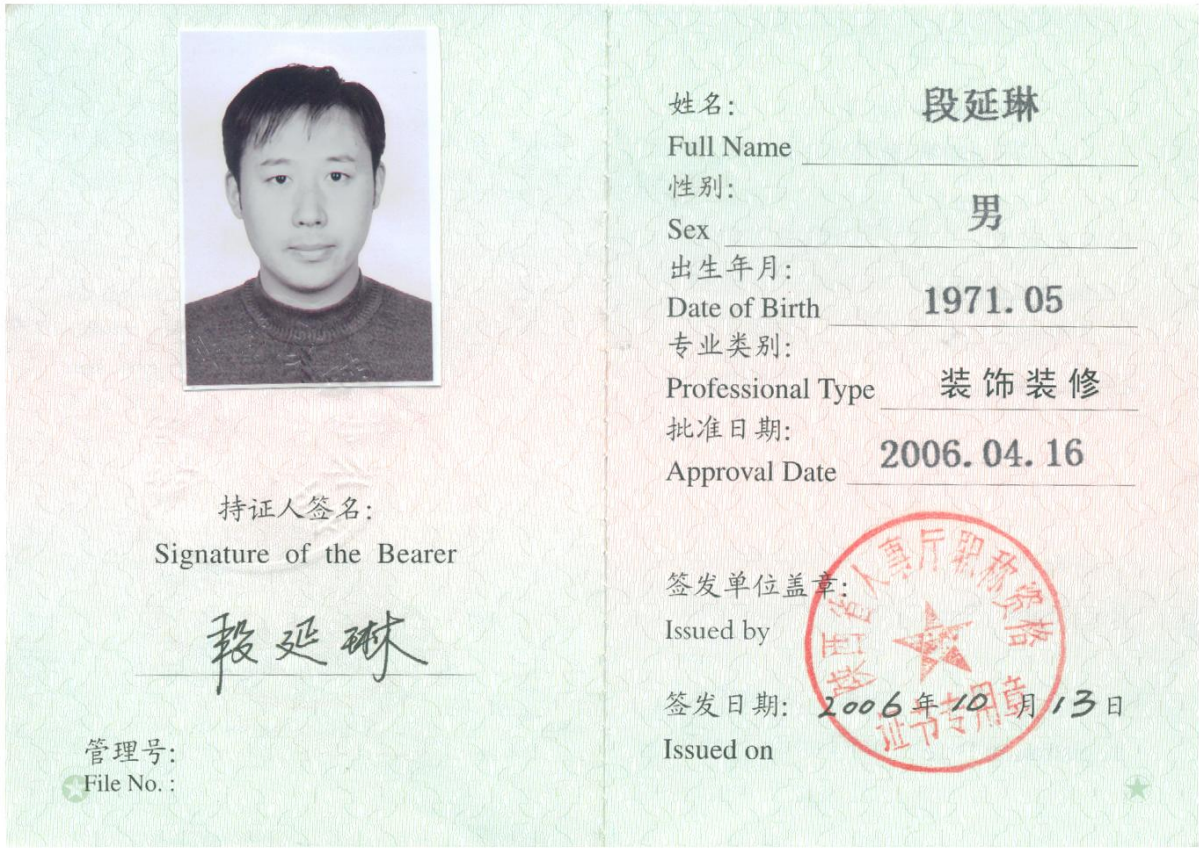 持证人签名:
Signature of the Bearer
段延琳
管理号:
File No. :
姓名:
段延琳
Full Name
性别:
男
Sex
出生年月:
1971.05
Date of Birth
专业类别:
装饰装修
Professional Type
批准日期:
2006.04.16
Approval Date
签发单位盖章:
Issued by
陕西省人事厅职称资格
证书专用章
签发日期: 2006年10月13日
Issued on